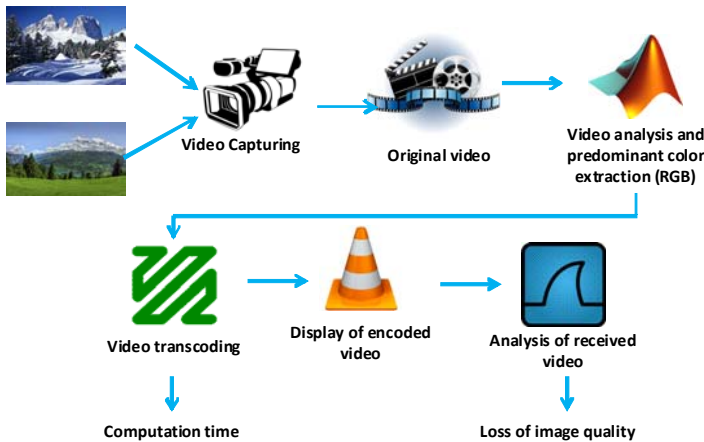 Video Capturing
Original video
Video analysis and
predominant color
extraction (RGB)
Video transcoding
Display of encoded
video
Analysis of received
video
Computation time
Loss of image quality